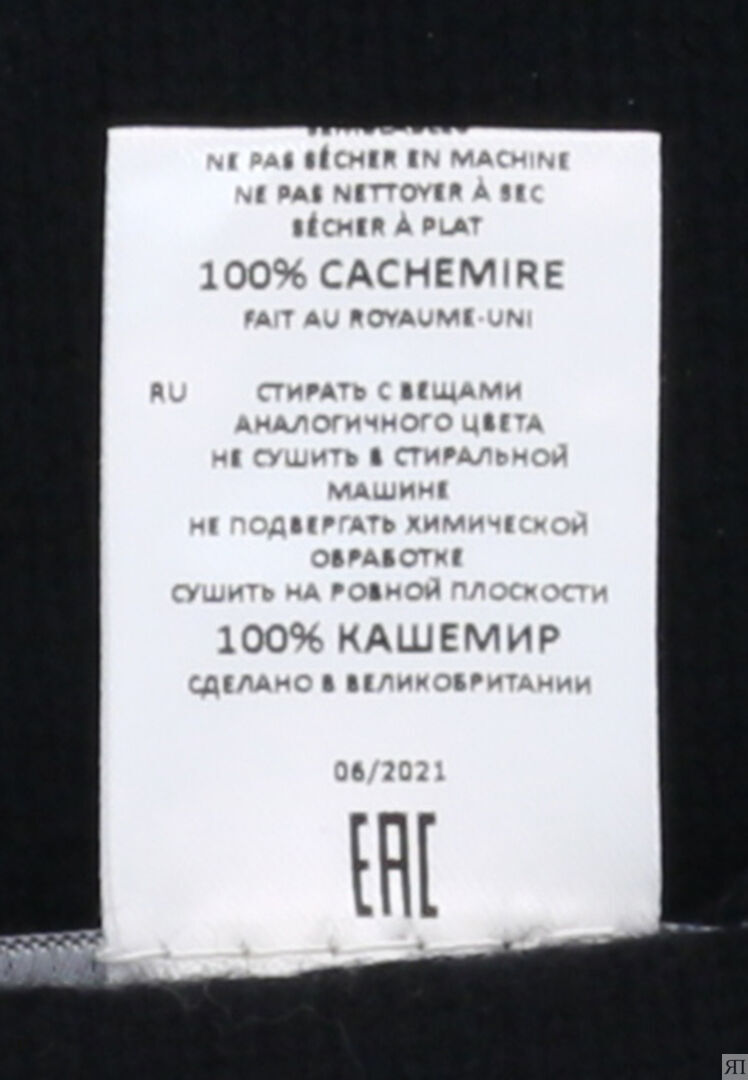 NE PAS SÉCHER EN MACHINE
NE PAS NETTOYER À SEC
SÉCHER À PLAT
100% CACHEMIRE
FAIT AU ROYAUME-UNI
RU СТИРАТЬ С ВЕЩАМИ
АНАЛОГИЧНОГО ЦВЕТА
НЕ СУШИТЬ В СТИРАЛЬНОЙ
МАШИНЕ
НЕ ПОДВЕРГАТЬ ХИМИЧЕСКОЙ
ОБРАБОТКЕ
СУШИТЬ НА РОВНОЙ ПЛОСКОСТИ
100% КАШЕМИР
СДЕЛАНО В ВЕЛИКОБРИТАНИИ
06/2021
EAC
ЯП